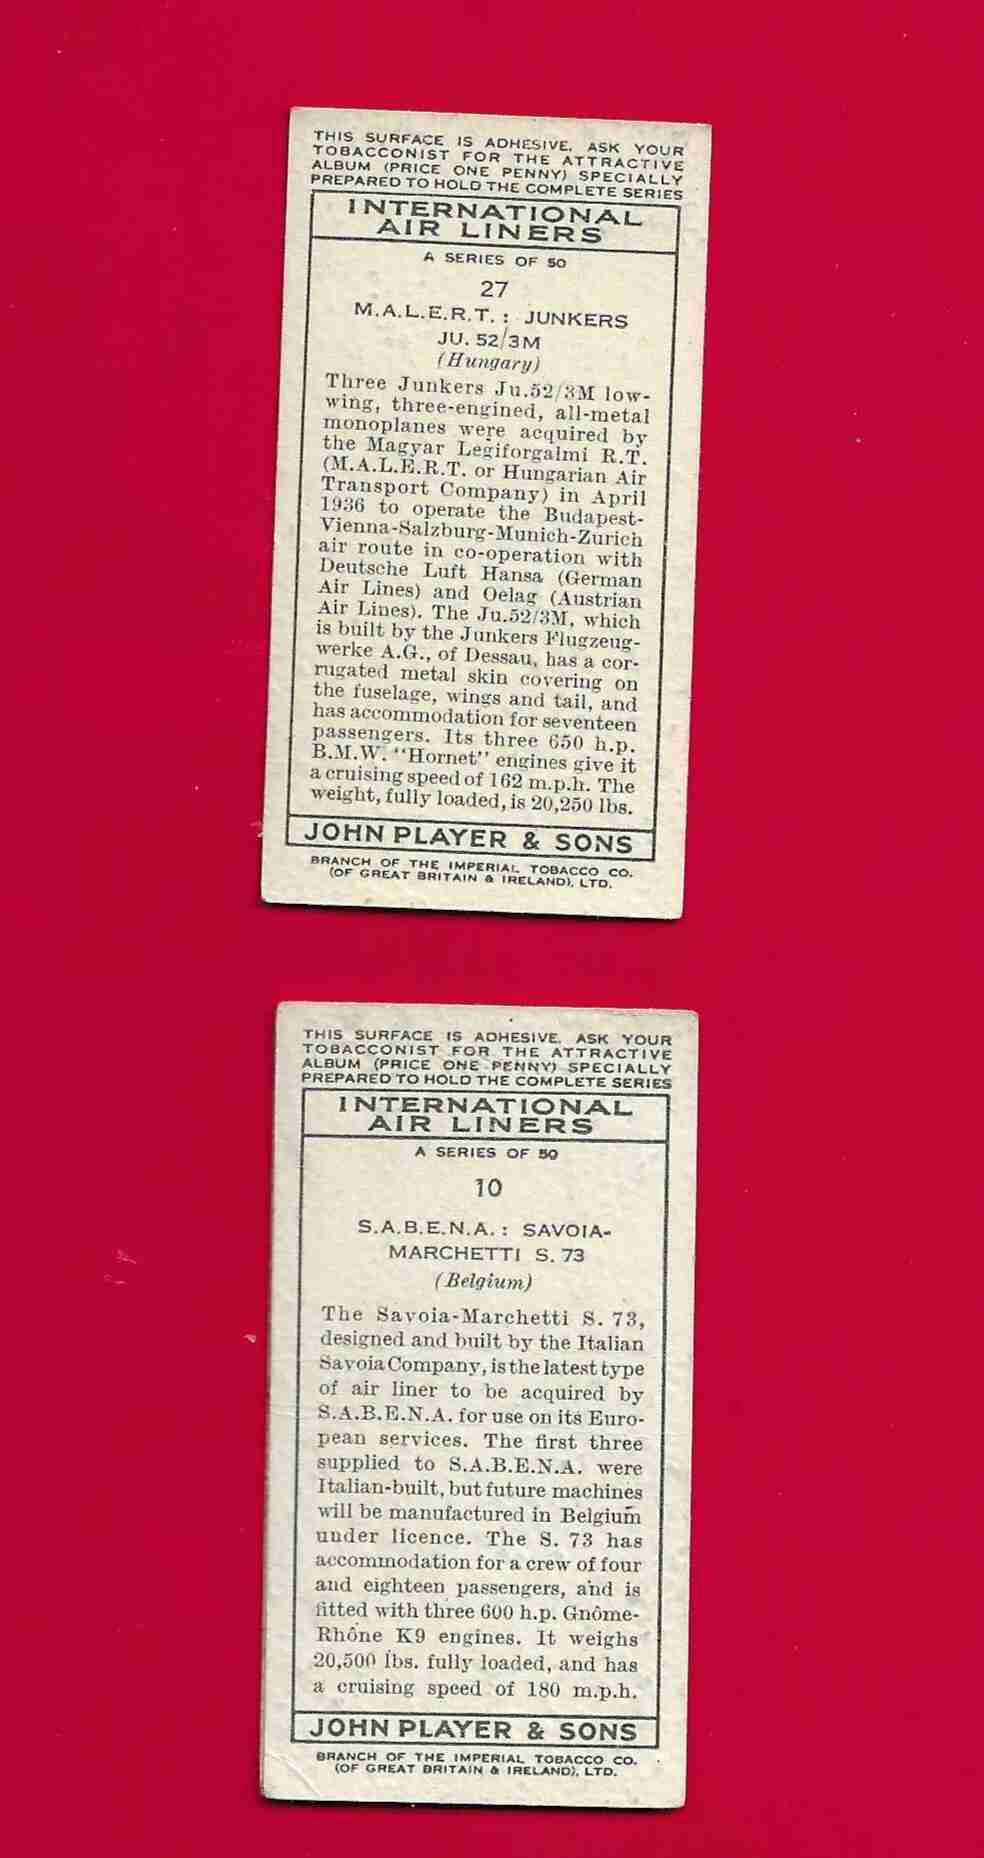 THIS SURFACE IS ADHESIVE. ASK YOUR
TOBACCONIST FOR THE ATTRACTIVE
ALBUM (PRICE ONE PENNY) SPECIALLY
PREPARED TO HOLD THE COMPLETE SERIES
INTERNATIONAL
AIR LINERS
A SERIES OF 50
27
M.A.L.E.R.T. : JUNKERS
JU. 52/3M
(Hungary)
Three Junkers Ju.52/3M low-
wing, three-engined, all-metal
monoplanes were acquired by
the Magyar Legiforgalmi R.T.
(M.A.L.E.R.T. or Hungarian Air
Transport Company) in April
1936 to operate the Budapest-
Vienna-Salzburg-Munich-Zurich
air route in co-operation with
Deutsche Luft Hansa (German
Air Lines) and Oelag (Austrian
Air Lines). The Ju.52/3M, which
is built by the Junkers Flugzeug-
werke A.G., of Dessau, has a cor-
rugated metal skin covering on
the fuselage, wings and tail, and
has accommodation for seventeen
passengers. Its three 650 h.p.
B.M.W. "Hornet" engines give it
a cruising speed of 162 m.p.h. The
weight, fully loaded, is 20,250 lbs.
JOHN PLAYER & SONS
BRANCH OF THE IMPERIAL TOBACCO CO.
(OF GREAT BRITAIN & IRELAND), LTD.
THIS SURFACE IS ADHESIVE. ASK YOUR
TOBACCONIST FOR THE ATTRACTIVE
ALBUM (PRICE ONE PENNY) SPECIALLY
PREPARED TO HOLD THE COMPLETE SERIES
INTERNATIONAL
AIR LINERS
A SERIES OF 50
10
S.A.B.E.N.A. : SAVOIA-
MARCHETTI S. 73
(Belgium)
The Savoia-Marchetti S. 73,
designed and built by the Italian
Savoia Company, is the latest type
of air liner to be acquired by
S.A.B.E.N.A. for use on its Euro-
pean services. The first three
supplied to S.A.B.E.N.A. were
Italian-built, but future machines
will be manufactured in Belgium
under licence. The S. 73 has
accommodation for a crew of four
and eighteen passengers, and is
fitted with three 600 h.p. Gnôme-
Rhône K9 engines. It weighs
20,500 lbs. fully loaded, and has
a cruising speed of 180 m.p.h.
JOHN PLAYER & SONS
BRANCH OF THE IMPERIAL TOBACCO CO.
(OF GREAT BRITAIN & IRELAND), LTD.